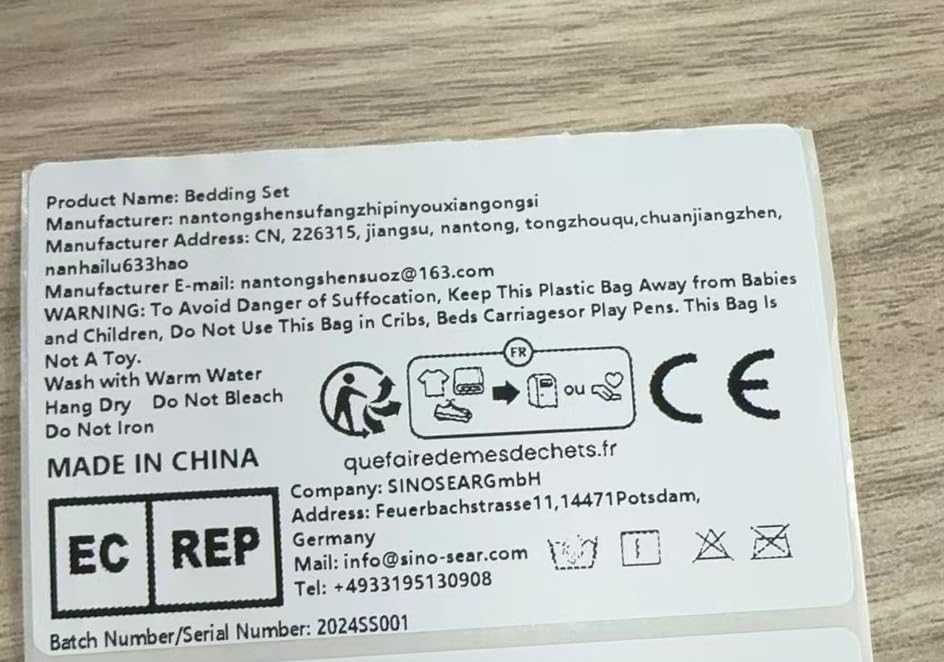 Product Name: Bedding Set
Manufacturer: nantongshensufangzhipinyouxiangongsi
Manufacturer Address: CN, 226315, jiangsu, nantong, tongzhouqu,chuanjiangzhen,
nanhailu633hao
Manufacturer E-mail: nantongshensuoz@163.com
WARNING: To Avoid Danger of Suffocation, Keep This Plastic Bag Away from Babies
and Children, Do Not Use This Bag in Cribs, Beds Carriagesor Play Pens. This Bag Is
Not A Toy.
Wash with Warm Water
Hang Dry Do Not Bleach
Do Not Iron
FR
ou
CE
quefairedemesdechets.fr
MADE IN CHINA
EC REP
Company: SINOSEARGmbH
Address: Feuerbachstrasse11,14471Potsdam,
Germany
Mail: info@sino-sear.com
Tel: +4933195130908
Batch Number/Serial Number: 2024SS001